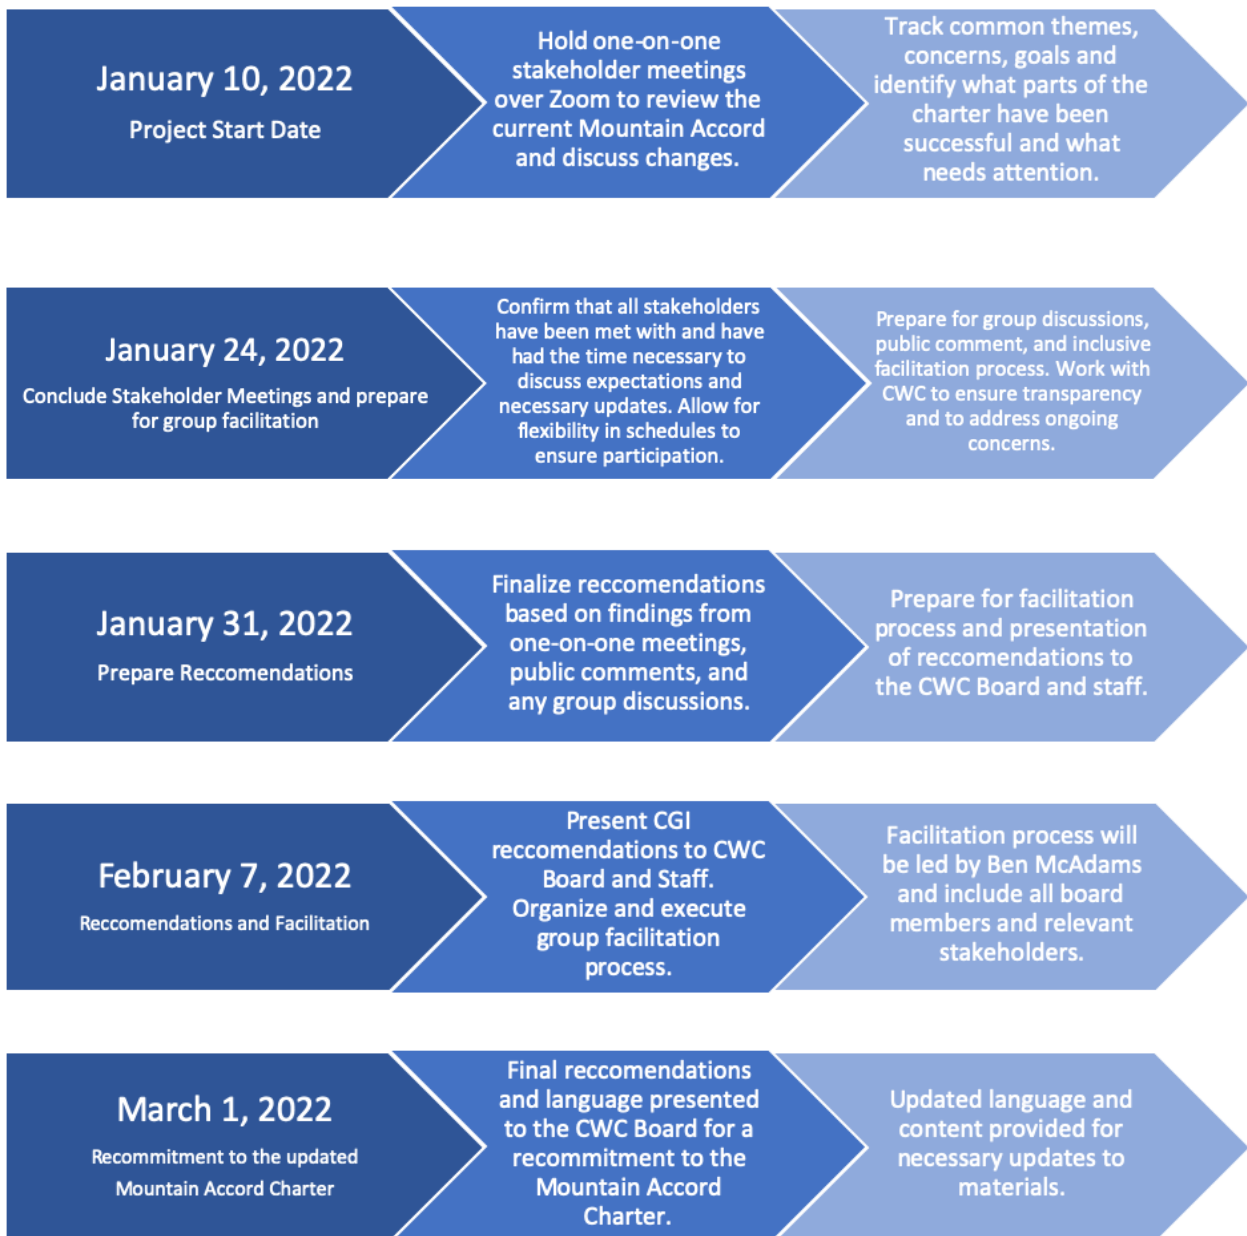 January 10, 2022
Project Start Date
Hold one-on-one
stakeholder meetings
over Zoom to review the
current Mountain Accord
and discuss changes.
Track common themes,
concerns, goals and
identify what parts of the
charter have been
successful and what
needs attention.
January 24, 2022
Conclude Stakeholder Meetings and prepare
for group facilitation
Confirm that all stakeholders
have been met with and have
had the time necessary to
discuss expectations and
necessary updates. Allow for
flexibility in schedules to
ensure participation.
Prepare for group discussions,
public comment, and inclusive
facilitation process. Work with
CWC to ensure transparency
and to address ongoing
concerns.
January 31, 2022
Prepare Reccomendations
Finalize reccomendations
based on findings from
one-on-one meetings,
public comments, and
any group discussions.
Prepare for facilitation
process and presentation
of reccomendations to
the CWC Board and staff.
February 7, 2022
Reccomendations and Facilitation
Present CGI
reccomendations to CWC
Board and Staff.
Organize and execute
group facilitation
process.
Facilitation process will
be led by Ben McAdams
and include all board
members and relevant
stakeholders.
March 1, 2022
Recommitment to the updated
Mountain Accord Charter
Final reccomendations
and language presented
to the CWC Board for a
recommitment to the
Mountain Accord
Charter.
Updated language and
content provided for
necessary updates to
materials.